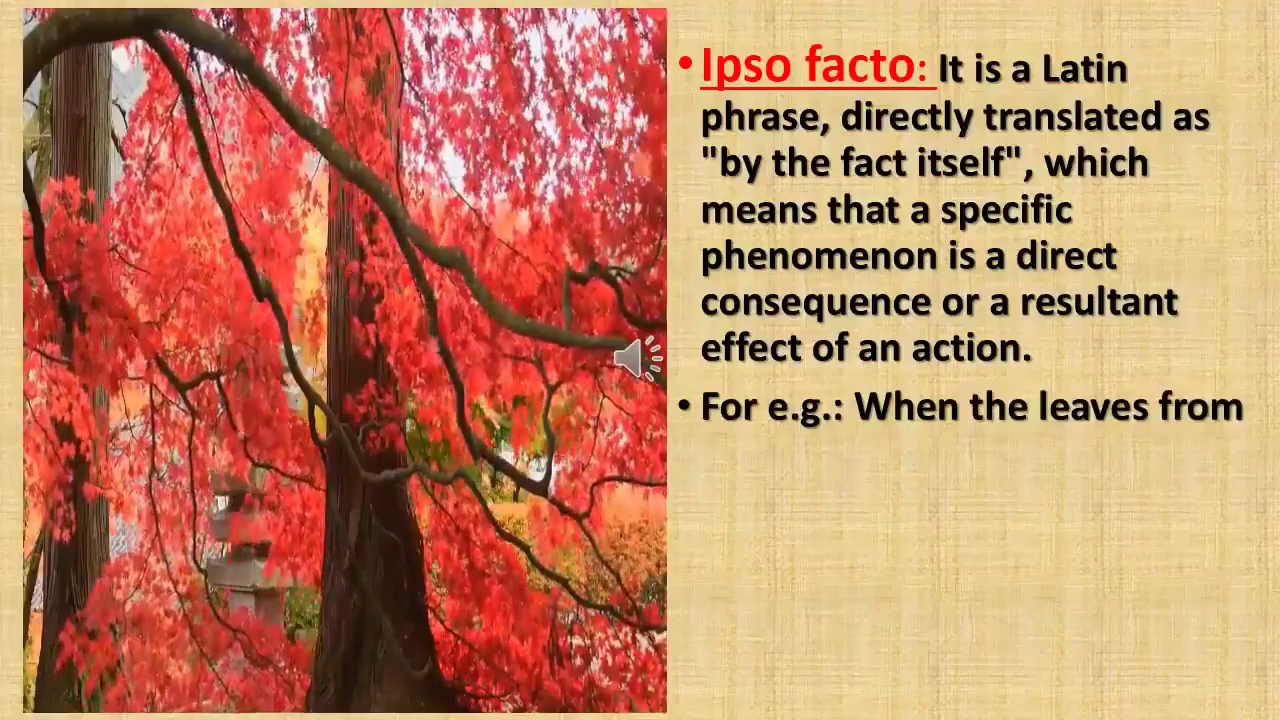 • Ipso facto: It is a Latin
phrase, directly translated as
"by the fact itself", which
means that a specific
phenomenon is a direct
consequence or a resultant
effect of an action.
• For e.g.: When the leaves from